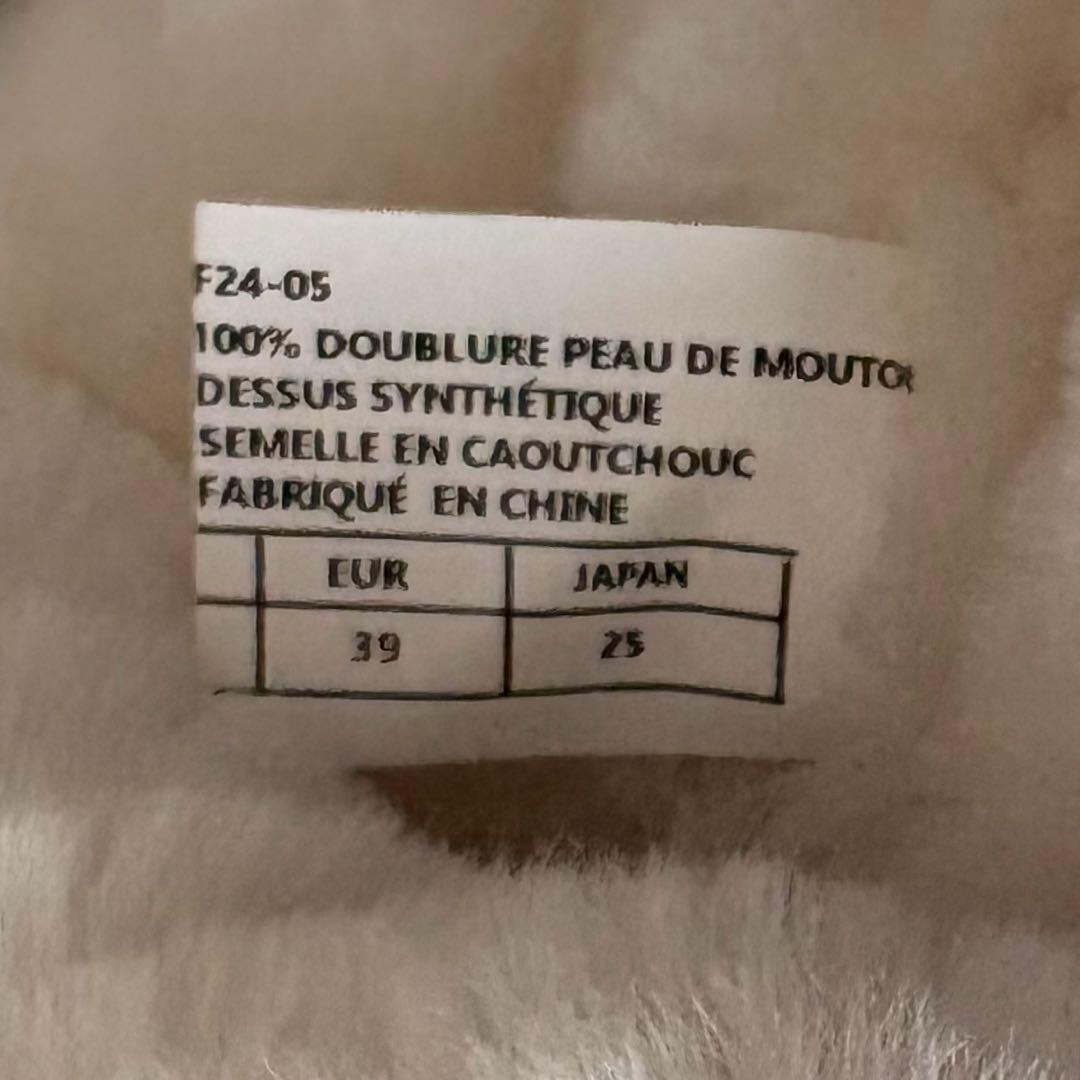 F24-05
100% DOUBLURE PEAU DE MOUTO
DESSUS SYNTHÉTIQUE
SEMELLE EN CAOUTCHOUC
FABRIQUÉ EN CHINE
EUR JAPAN
39 25